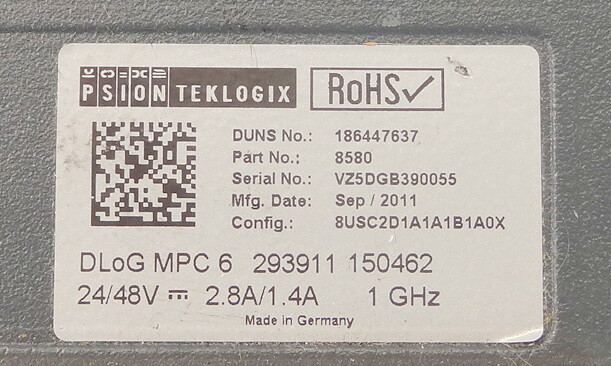 PSION TEKLOGIX RoHS✓
DUNS No.: 186447637
Part No.: 8580
Serial No.: VZ5DGB390055
Mfg. Date: Sep / 2011
Config.: 8USC2D1A1A1B1A0X
DLoG MPC 6 293911 150462
24/48V ⎓ 2.8A/1.4A 1 GHz
Made in Germany